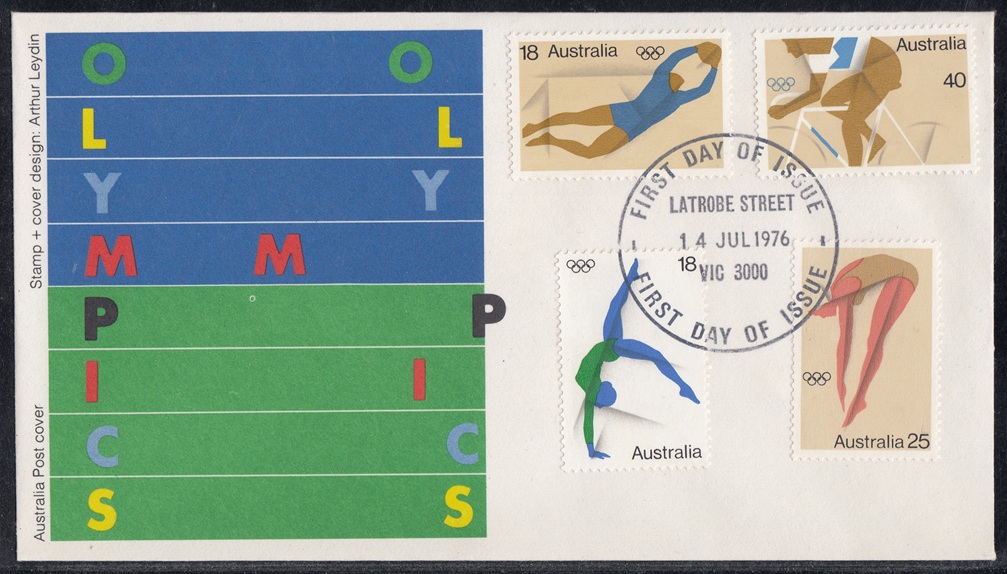 Stamp + cover design: Arthur Leydin
Australia Post cover
O O
L L
Y Y
M M
P P
I I
C C
S S
18 Australia
Australia
40
FIRST DAY OF ISSUE
LATROBE STREET
14 JUL 1976
VIC 3000
FIRST DAY OF ISSUE
18
Australia
Australia 25